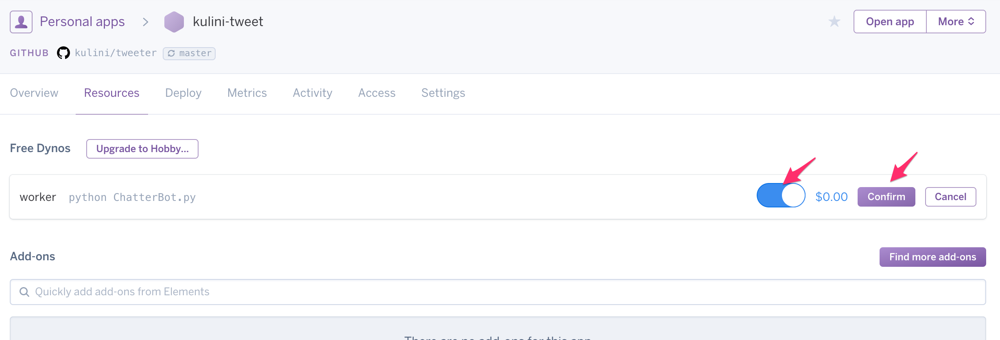 Personal apps > kulini-tweet
Open app More
GITHUB kulini/tweeter master
Overview Resources Deploy Metrics Activity Access Settings
Free Dynos Upgrade to Hobby...
worker python ChatterBot.py $0.00 Confirm Cancel
Add-ons Find more add-ons
Quickly add add-ons from Elements
There are no add-ons for this app